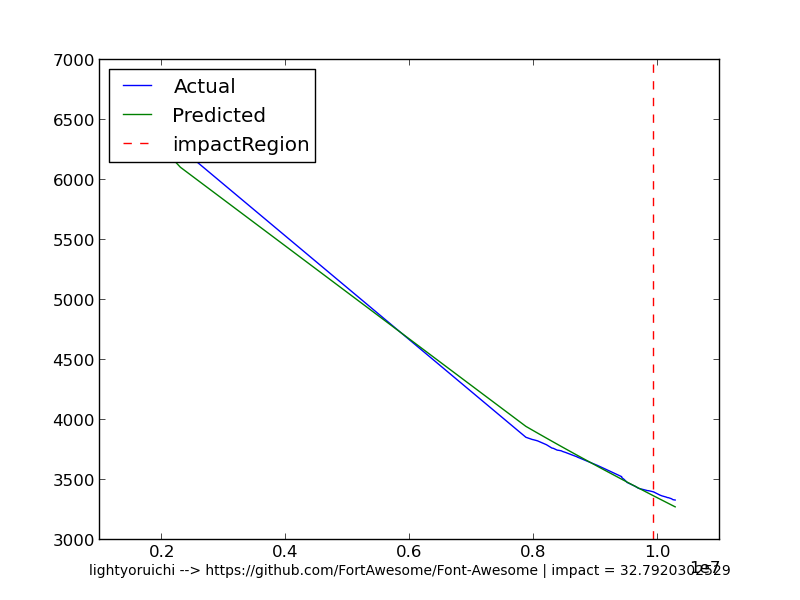 7000
6500
6000
5500
5000
4500
4000
3500
3000
Actual
Predicted
impactRegion
0.2 0.4 0.6 0.8 1.0
1e7
lightyoruichi --> https://github.com/FortAwesome/Font-Awesome | impact = 32.7920302529